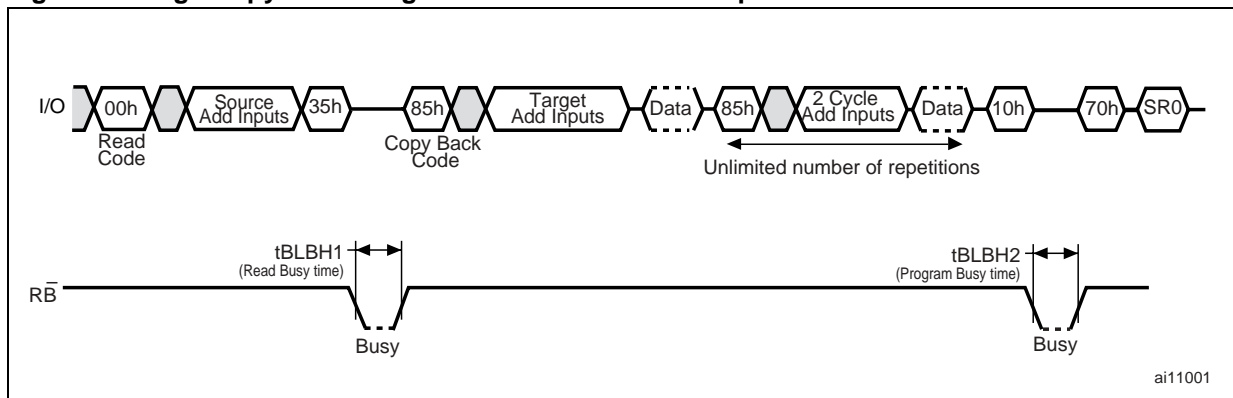 I/O 00h Source Add Inputs 35h 85h Target Add Inputs Data 85h 2 Cycle Add Inputs Data 10h 70h SR0
Read Code
Copy Back Code
Unlimited number of repetitions
tBLBH1
(Read Busy time)
tBLBH2
(Program Busy time)
RB̅
Busy
Busy
ai11001